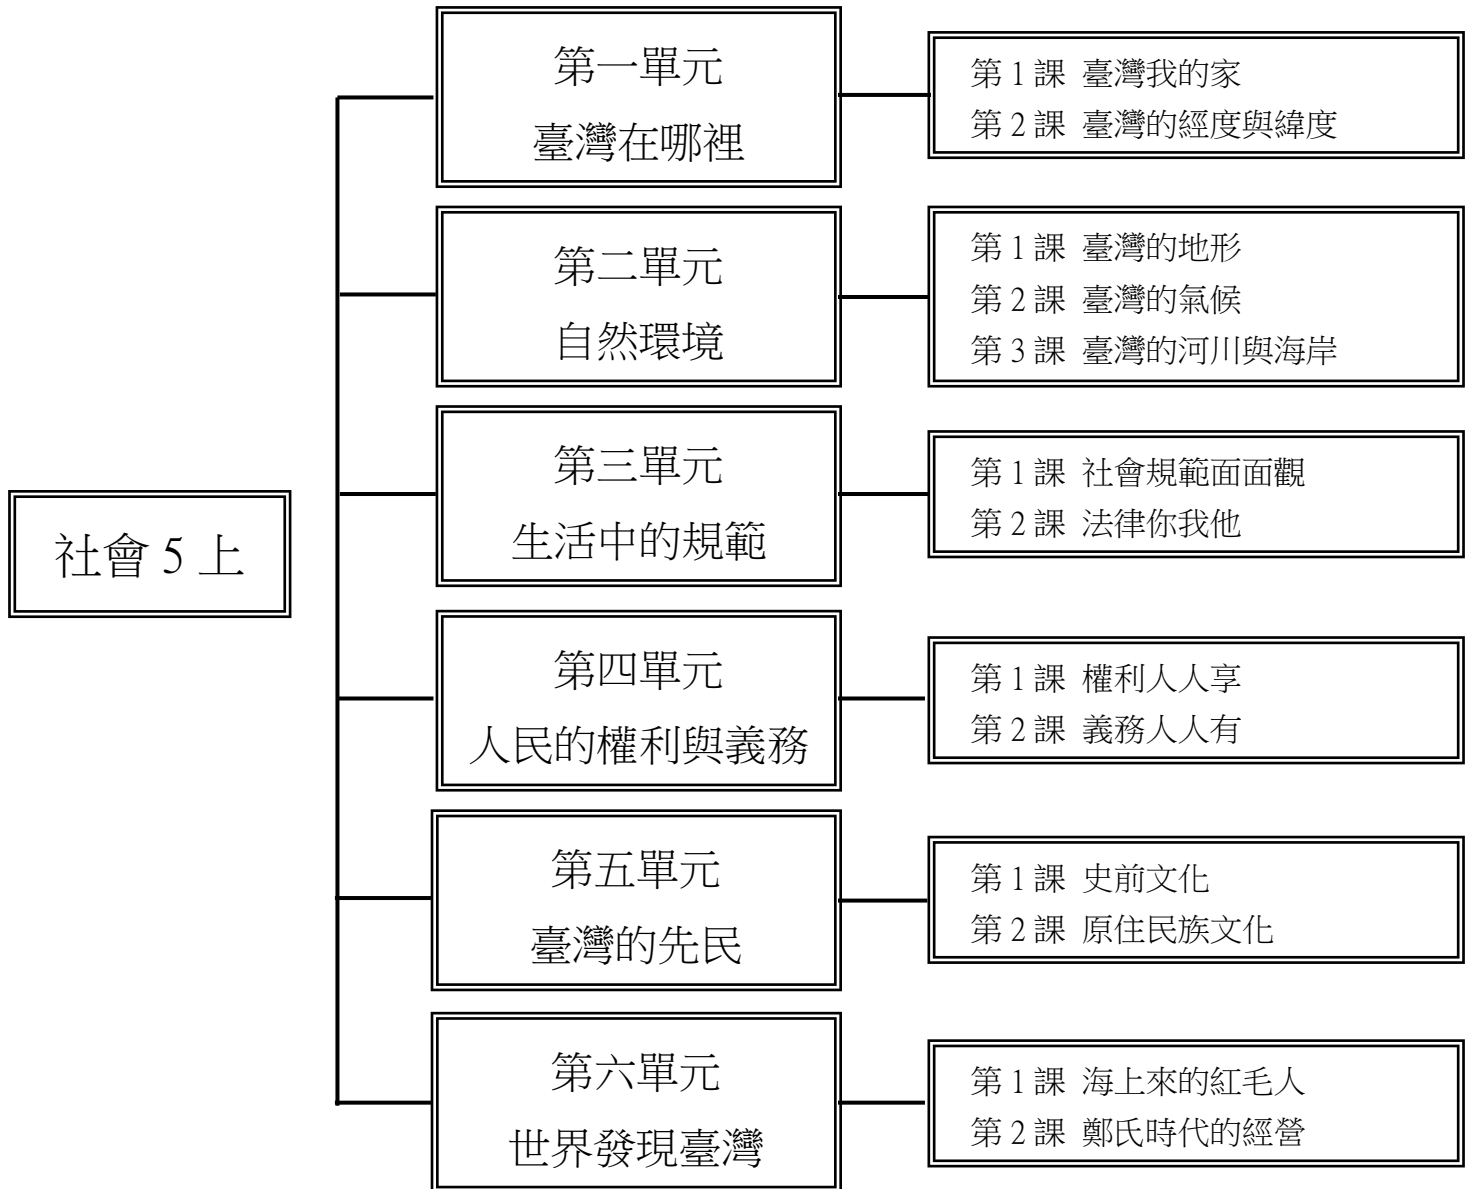 社會 5 上
第一單元
臺灣在哪裡
第 1 課 臺灣我的家
第 2 課 臺灣的經度與緯度
第二單元
自然環境
第 1 課 臺灣的地形
第 2 課 臺灣的氣候
第 3 課 臺灣的河川與海岸
第三單元
生活中的規範
第 1 課 社會規範面面觀
第 2 課 法律你我他
第四單元
人民的權利與義務
第 1 課 權利人人享
第 2 課 義務人人有
第五單元
臺灣的先民
第 1 課 史前文化
第 2 課 原住民族文化
第六單元
世界發現臺灣
第 1 課 海上來的紅毛人
第 2 課 鄭氏時代的經營